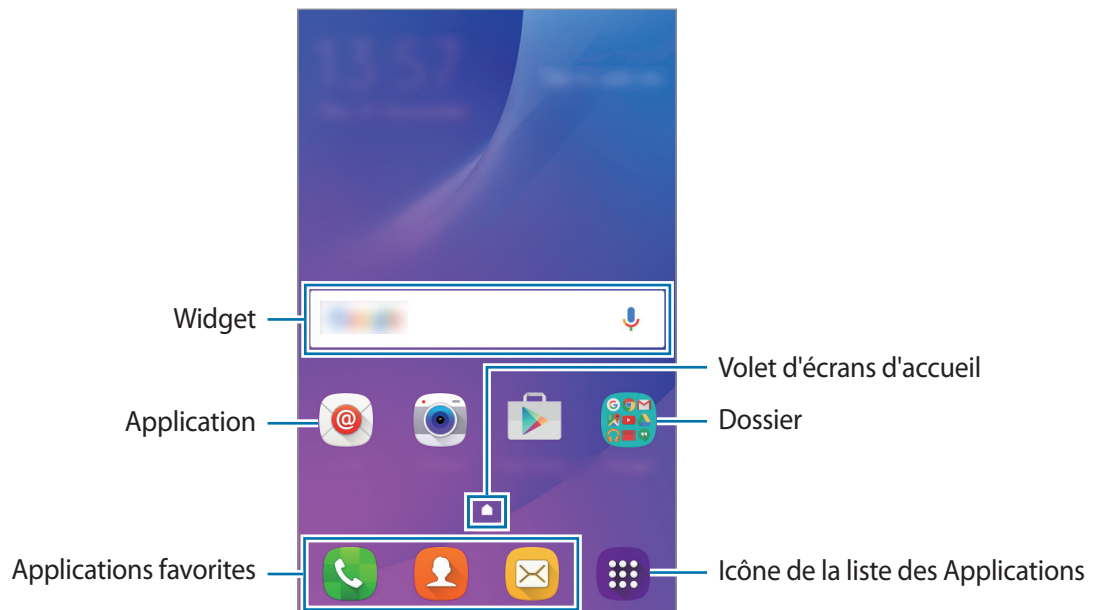 Widget
Volet d'écrans d'accueil
Application
Dossier
Applications favorites
Icône de la liste des Applications